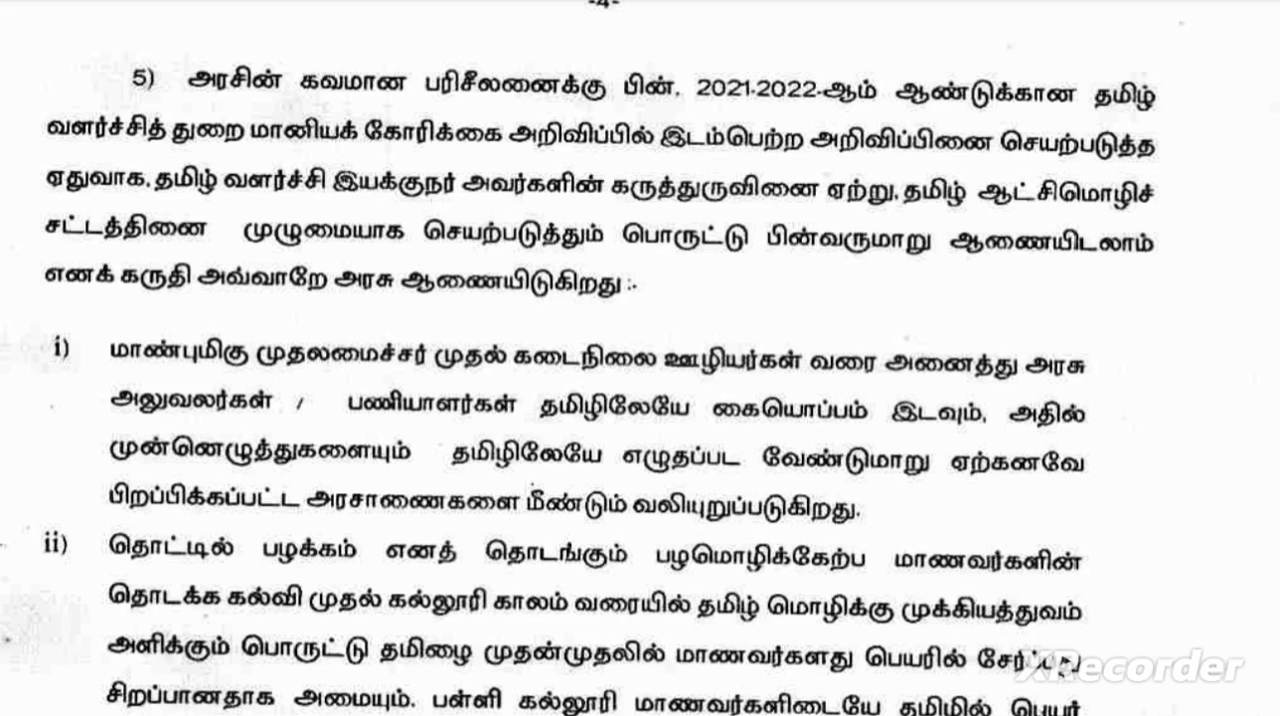 -4-
5) அரசின் கவமான பரிசீலனைக்கு பின், 2021-2022-ஆம் ஆண்டுக்கான தமிழ்
வளர்ச்சித் துறை மானியக் கோரிக்கை அறிவிப்பில் இடம்பெற்ற அறிவிப்பினை செயற்படுத்த
ஏதுவாக, தமிழ் வளர்ச்சி இயக்குநர் அவர்களின் கருத்துருவினை ஏற்று, தமிழ் ஆட்சிமொழிச்
சட்டத்தினை முழுமையாக செயற்படுத்தும் பொருட்டு பின்வருமாறு ஆணையிடலாம்
எனக் கருதி அவ்வாறே அரசு ஆணையிடுகிறது :-
i) மாண்புமிகு முதலமைச்சர் முதல் கடைநிலை ஊழியர்கள் வரை அனைத்து அரசு
அலுவலர்கள் / பணியாளர்கள் தமிழிலேயே கையொப்பம் இடவும், அதில்
முன்னெழுத்துகளையும் தமிழிலேயே எழுதப்பட வேண்டுமாறு ஏற்கனவே
பிறப்பிக்கப்பட்ட அரசாணைகளை மீண்டும் வலியுறுப்படுகிறது.
ii) தொட்டில் பழக்கம் எனத் தொடங்கும் பழமொழிக்கேற்ப மாணவர்களின்
தொடக்க கல்வி முதல் கல்லூரி காலம் வரையில் தமிழ் மொழிக்கு முக்கியத்துவம்
அளிக்கும் பொருட்டு தமிழை முதன்முதலில் மாணவர்களது பெயரில் சேர்ப்பது
சிறப்பானதாக அமையும். பள்ளி கல்லூரி மாணவர்களிடையே தமிழில் பெயர்
XRecorder